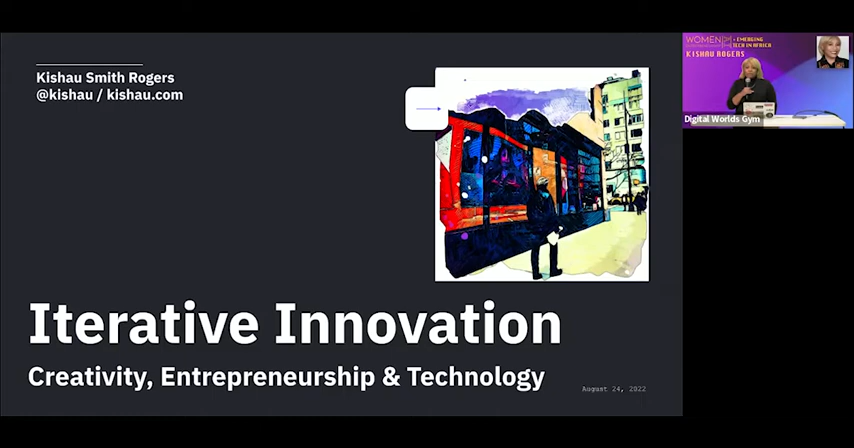 Kishau Smith Rogers
@kishau / kishau.com
Iterative Innovation
Creativity, Entrepreneurship & Technology
August 24, 2022
WOMEN
+ EMERGING
TECH IN AFRICA
KISHAU ROGERS
Digital Worlds Gym